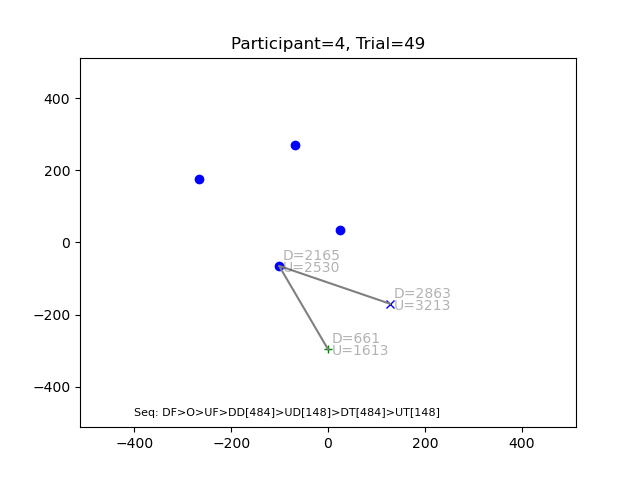 Participant=4, Trial=49
400
200
0
−200
−400
D=2165
U=2530
D=2863
U=3213
D=661
U=1613
Seq: DF>O>UF>DD[484]>UD[148]>DT[484]>UT[148]
−400
−200
0
200
400